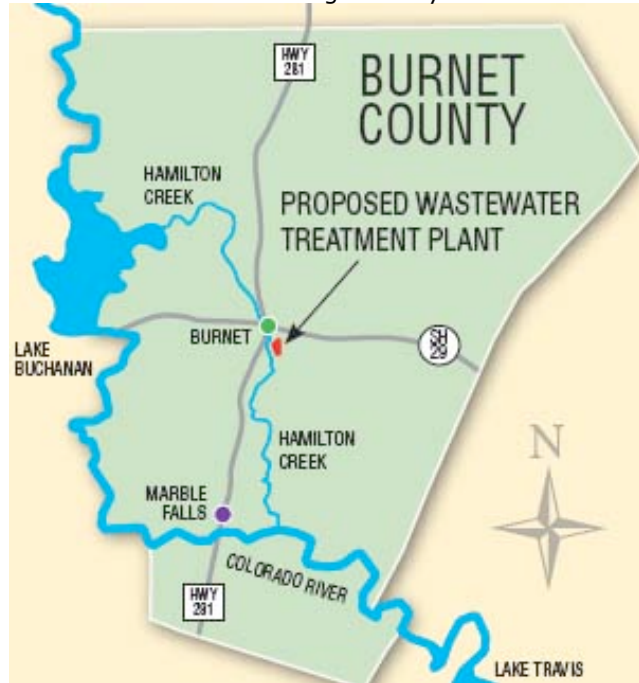 HWY
281
BURNET
COUNTY
HAMILTON
CREEK
PROPOSED WASTEWATER
TREATMENT PLANT
BURNET
SH
29
LAKE
BUCHANAN
HAMILTON
CREEK
N
MARBLE
FALLS
COLORADO RIVER
HWY
281
LAKE TRAVIS